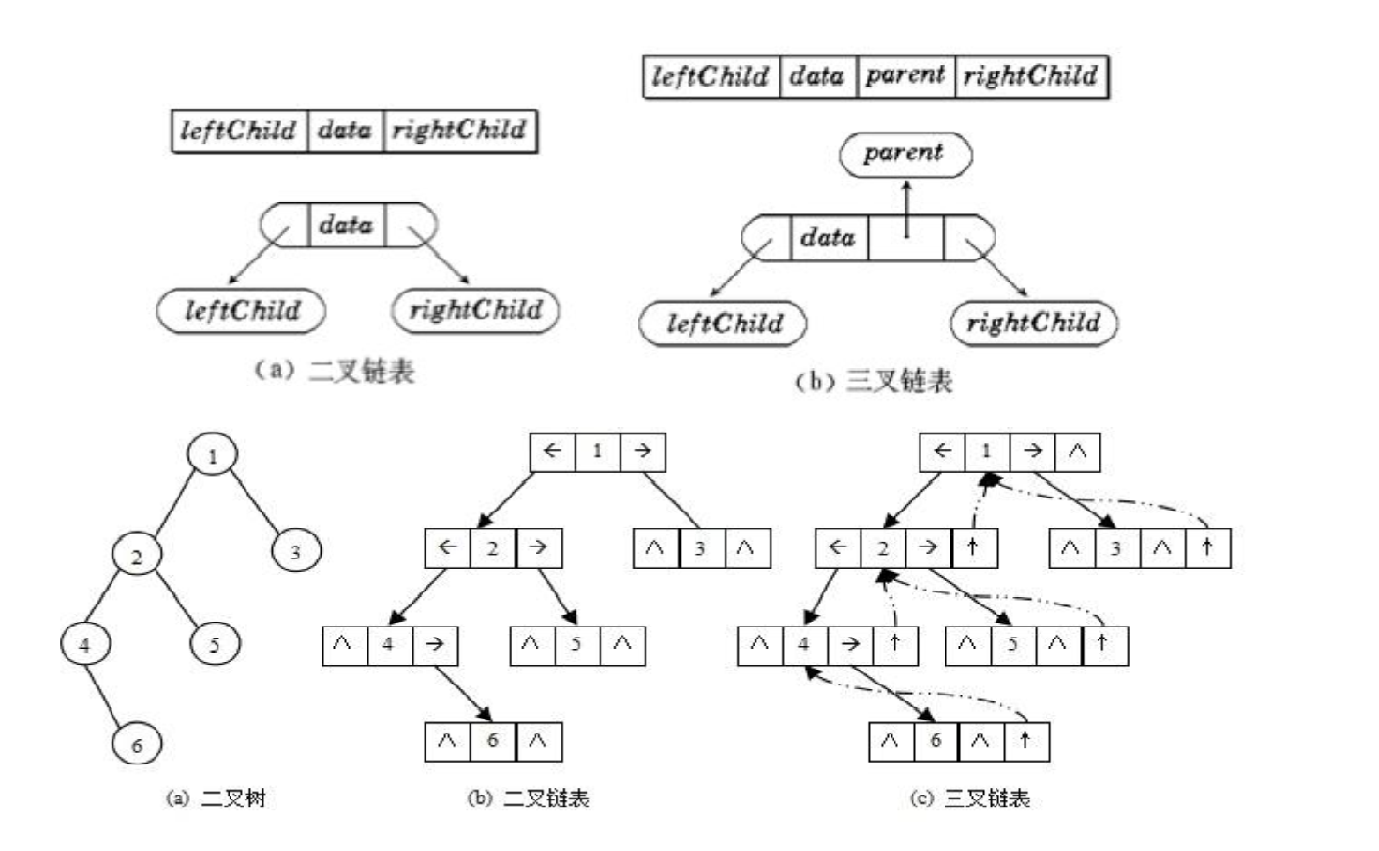 leftChild data parent rightChild
leftChild data rightChild
parent
data
data
leftChild rightChild
leftChild rightChild
(a) 二叉链表
(b) 三叉链表
1
← 1 →
← 1 → ∧
2 3
← 2 →
∧ 3 ∧
← 2 → ↑
∧ 3 ∧ ↑
4 5
∧ 4 →
∧ 5 ∧
∧ 4 → ↑
∧ 5 ∧ ↑
6
∧ 6 ∧
∧ 6 ∧ ↑
(a) 二叉树
(b) 二叉链表
(c) 三叉链表